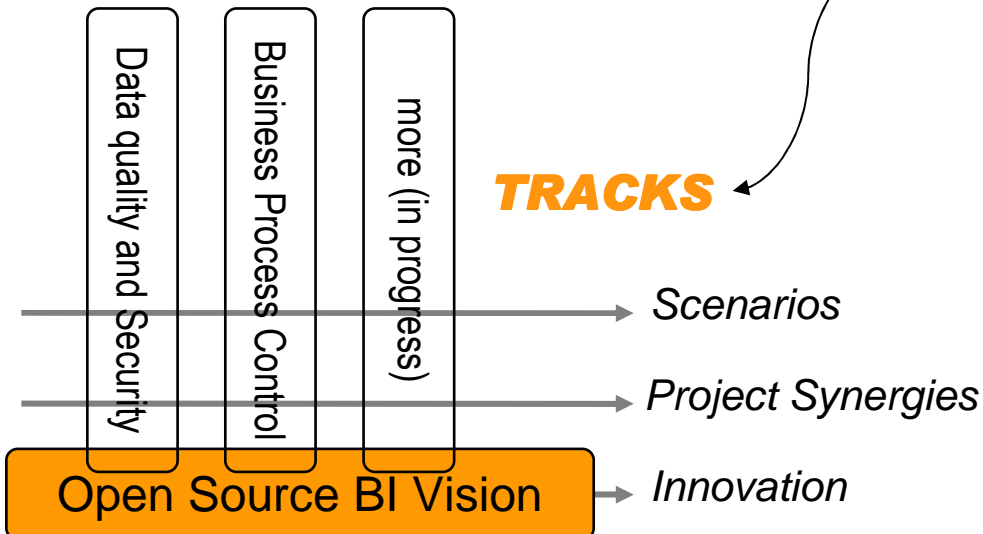 Data quality and Security
Business Process Control
more (in progress)
TRACKS
Scenarios
Project Synergies
Open Source BI Vision
Innovation